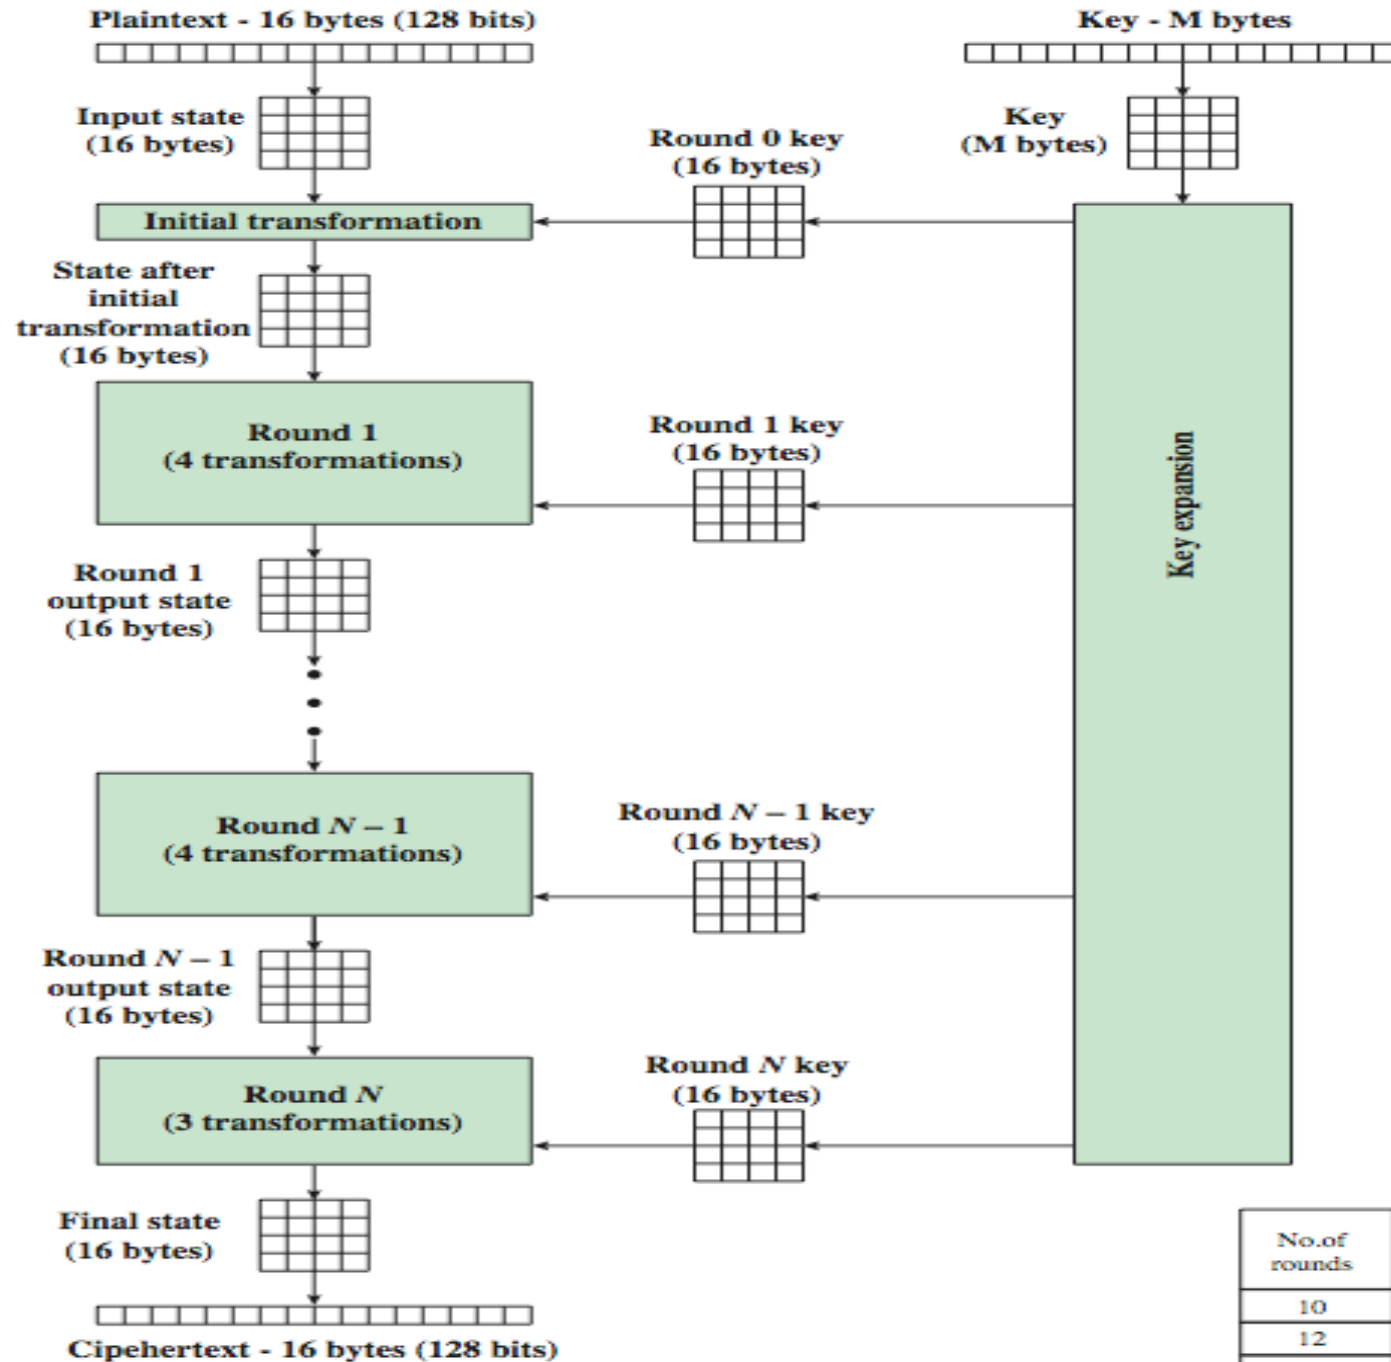 Plaintext - 16 bytes (128 bits)
Key - M bytes
Input state
(16 bytes)
Key
(M bytes)
Round 0 key
(16 bytes)
Initial transformation
State after
initial
transformation
(16 bytes)
Round 1
(4 transformations)
Round 1 key
(16 bytes)
Key expansion
Round 1
output state
(16 bytes)
Round N – 1
(4 transformations)
Round N – 1 key
(16 bytes)
Round N – 1
output state
(16 bytes)
Round N
(3 transformations)
Round N key
(16 bytes)
Final state
(16 bytes)
No.of
rounds
10
12
Cipehertext - 16 bytes (128 bits)